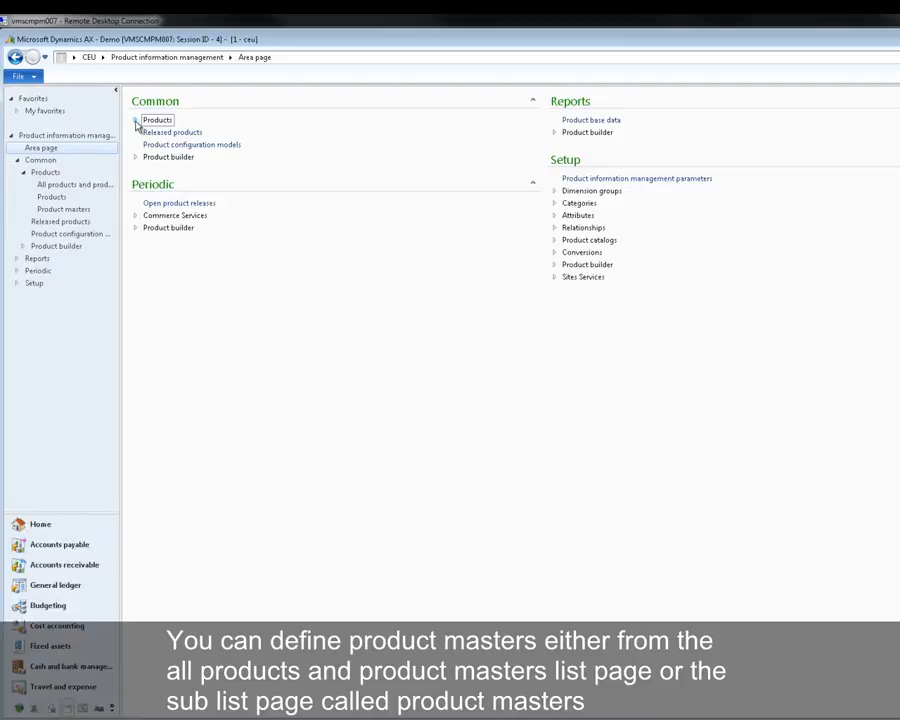 vmscmpm007 - Remote Desktop Connection
Microsoft Dynamics AX - Demo [VMSCMPM007: Session ID - 4] - [1 - ceu]
CEU
Product information management
Area page
File
Favorites
My favorites
Product information manag...
Area page
Common
Products
All products and prod...
Products
Product masters
Released products
Product configuration ...
Product builder
Reports
Periodic
Setup
Home
Accounts payable
Accounts receivable
General ledger
Budgeting
Cost accounting
Fixed assets
Cash and bank manage...
Travel and expense
Common
Products
Released products
Product configuration models
Product builder
Periodic
Open product releases
Commerce Services
Product builder
Reports
Product base data
Product builder
Setup
Product information management parameters
Dimension groups
Categories
Attributes
Relationships
Product catalogs
Conversions
Product builder
Sites Services
You can define product masters either from the
all products and product masters list page or the
sub list page called product masters